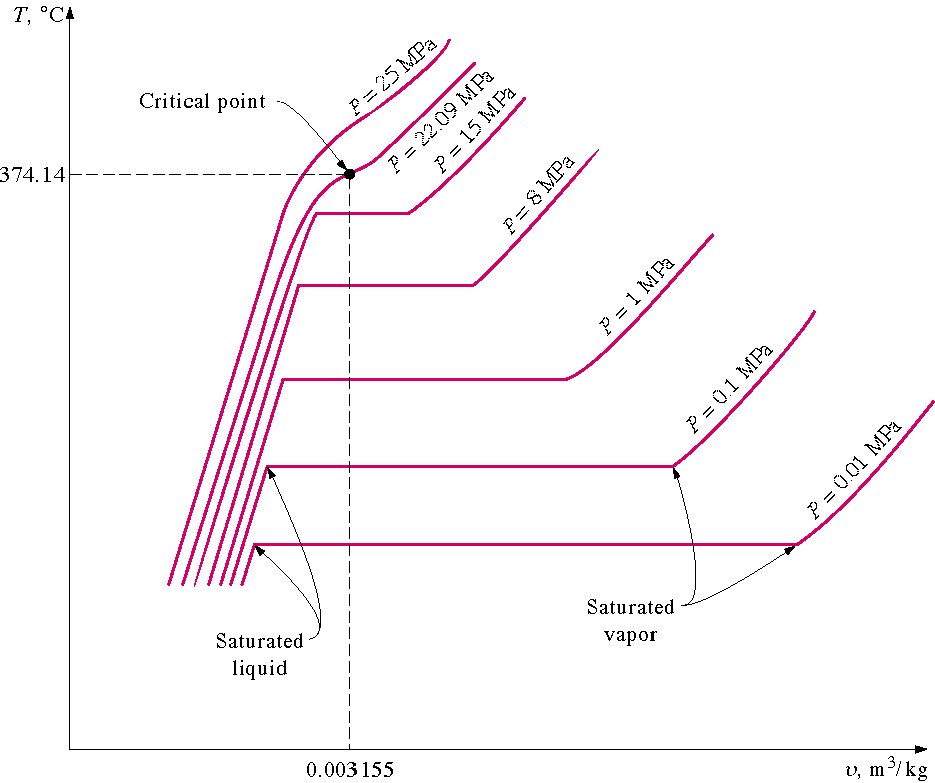 T, °C
P = 25 MPa
P = 22.09 MPa
P = 15 MPa
Critical point
374.14
P = 8 MPa
P = 1 MPa
P = 0.1 MPa
P = 0.01 MPa
Saturated
vapor
Saturated
liquid
0.003155
υ, m³/kg